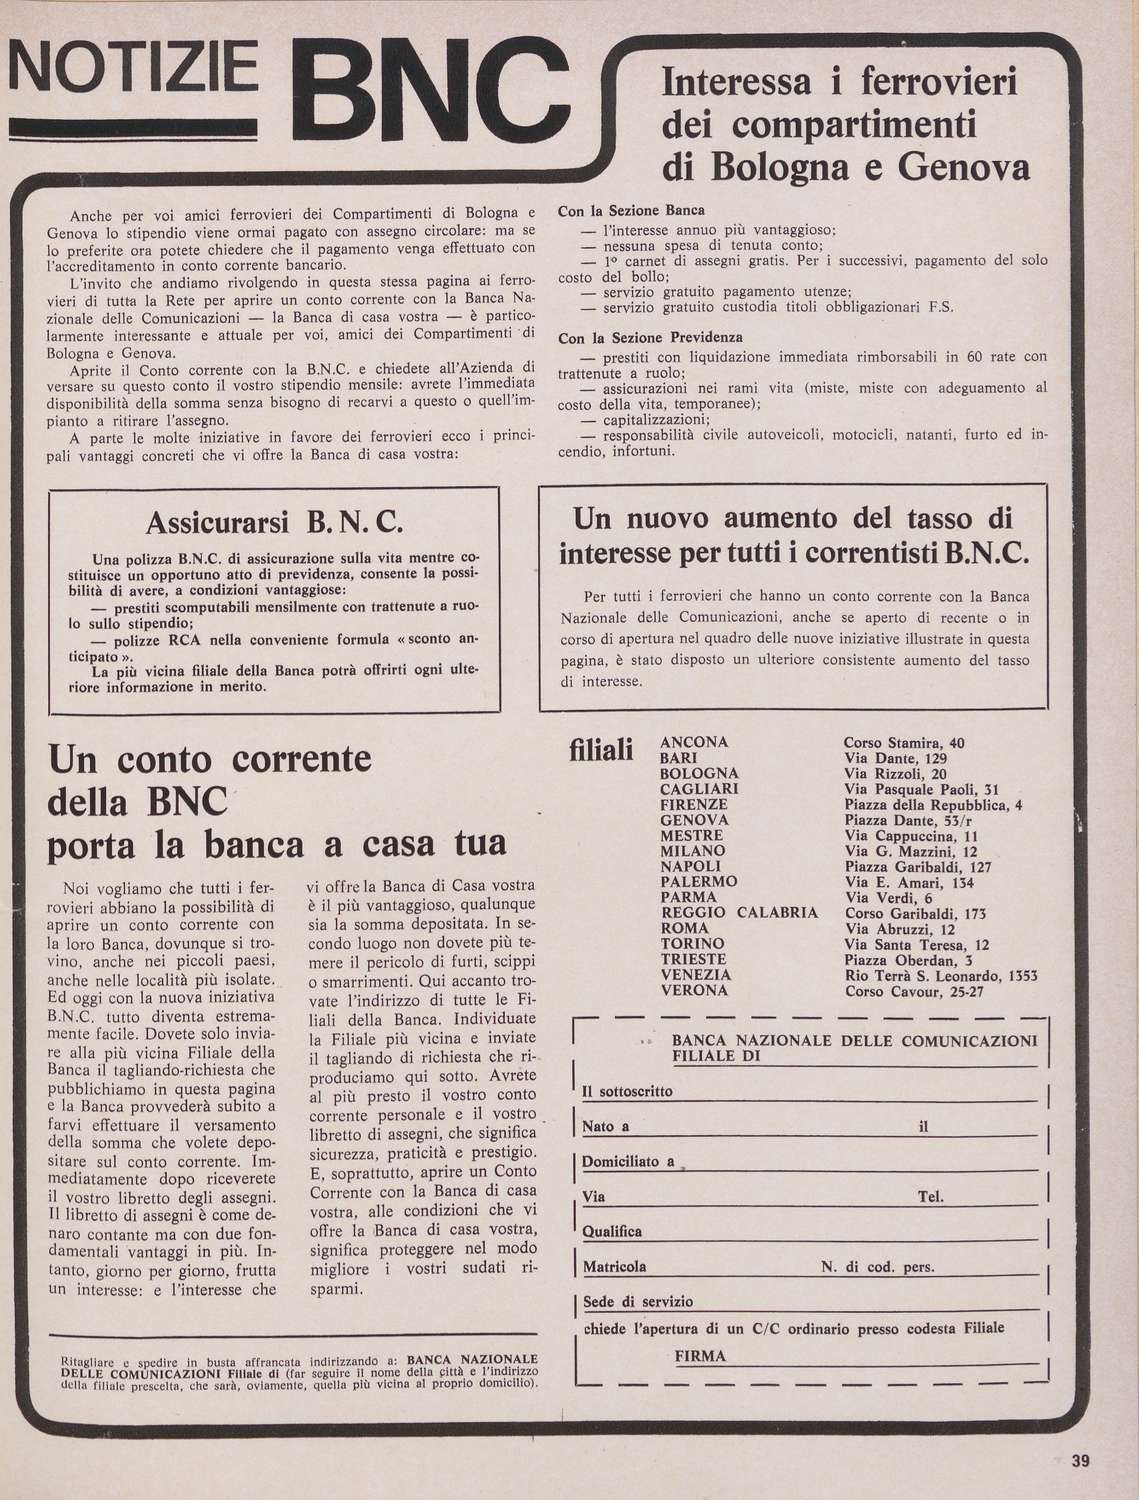 NOTIZIE BNC
Interessa i ferrovieri
dei compartimenti
di Bologna e Genova
Anche per voi amici ferrovieri dei Compartimenti di Bologna e
Genova lo stipendio viene ormai pagato con assegno circolare: ma se
lo preferite ora potete chiedere che il pagamento venga effettuato con
l'accreditamento in conto corrente bancario.
L'invito che andiamo rivolgendo in questa stessa pagina ai ferro-
vieri di tutta la Rete per aprire un conto corrente con la Banca Na-
zionale delle Comunicazioni — la Banca di casa vostra — è partico-
larmente interessante e attuale per voi, amici dei Compartimenti di
Bologna e Genova.
Aprite il Conto corrente con la B.N.C. e chiedete all'Azienda di
versare su questo conto il vostro stipendio mensile: avrete l'immediata
disponibilità della somma senza bisogno di recarvi a questo o quell'im-
pianto a ritirare l'assegno.
A parte le molte iniziative in favore dei ferrovieri ecco i princi-
pali vantaggi concreti che vi offre la Banca di casa vostra:
Con la Sezione Banca
— l'interesse annuo più vantaggioso;
— nessuna spesa di tenuta conto;
— 1º carnet di assegni gratis. Per i successivi, pagamento del solo
costo del bollo;
— servizio gratuito pagamento utenze;
— servizio gratuito custodia titoli obbligazionari F.S.
Con la Sezione Previdenza
— prestiti con liquidazione immediata rimborsabili in 60 rate con
trattenute a ruolo;
— assicurazioni nei rami vita (miste, miste con adeguamento al
costo della vita, temporanee);
— capitalizzazioni;
— responsabilità civile autoveicoli, motocicli, natanti, furto ed in-
cendio, infortuni.
Assicurarsi B. N. C.
Una polizza B.N.C. di assicurazione sulla vita mentre co-
stituisce un opportuno atto di previdenza, consente la possi-
bilità di avere, a condizioni vantaggiose:
— prestiti scomputabili mensilmente con trattenute a ruo-
lo sullo stipendio;
— polizze RCA nella conveniente formula « sconto an-
ticipato ».
La più vicina filiale della Banca potrà offrirti ogni ulte-
riore informazione in merito.
Un nuovo aumento del tasso di
interesse per tutti i correntisti B.N.C.
Per tutti i ferrovieri che hanno un conto corrente con la Banca
Nazionale delle Comunicazioni, anche se aperto di recente o in
corso di apertura nel quadro delle nuove iniziative illustrate in questa
pagina, è stato disposto un ulteriore consistente aumento del tasso
di interesse.
Un conto corrente
della BNC
porta la banca a casa tua
Noi vogliamo che tutti i fer-
rovieri abbiano la possibilità di
aprire un conto corrente con
la loro Banca, dovunque si tro-
vino, anche nei piccoli paesi,
anche nelle località più isolate.
Ed oggi con la nuova iniziativa
B.N.C. tutto diventa estrema-
mente facile. Dovete solo invia-
re alla più vicina Filiale della
Banca il tagliando-richiesta che
pubblichiamo in questa pagina
e la Banca provvederà subito a
farvi effettuare il versamento
della somma che volete depo-
sitare sul conto corrente. Im-
mediatamente dopo riceverete
il vostro libretto degli assegni.
Il libretto di assegni è come de-
naro contante ma con due fon-
damentali vantaggi in più. In-
tanto, giorno per giorno, frutta
un interesse: e l'interesse che
vi offre la Banca di Casa vostra
è il più vantaggioso, qualunque
sia la somma depositata. In se-
condo luogo non dovete più te-
mere il pericolo di furti, scippi
o smarrimenti. Qui accanto tro-
vate l'indirizzo di tutte le Fi-
liali della Banca. Individuate
la Filiale più vicina e inviate
il tagliando di richiesta che ri-
produciamo qui sotto. Avrete
al più presto il vostro conto
corrente personale e il vostro
libretto di assegni, che significa
sicurezza, praticità e prestigio.
E, soprattutto, aprire un Conto
Corrente con la Banca di casa
vostra, alle condizioni che vi
offre la Banca di casa vostra,
significa proteggere nel modo
migliore i vostri sudati ri-
sparmi.
Ritagliare e spedire in busta affrancata indirizzando a: BANCA NAZIONALE
DELLE COMUNICAZIONI Filiale di (far seguire il nome della città e l'indirizzo
della filiale prescelta, che sarà, oviamente, quella più vicina al proprio domicilio).
filiali
ANCONA Corso Stamira, 40
BARI Via Dante, 129
BOLOGNA Via Rizzoli, 20
CAGLIARI Via Pasquale Paoli, 31
FIRENZE Piazza della Repubblica, 4
GENOVA Piazza Dante, 53/r
MESTRE Via Cappuccina, 11
MILANO Via G. Mazzini, 12
NAPOLI Piazza Garibaldi, 127
PALERMO Via E. Amari, 134
PARMA Via Verdi, 6
REGGIO CALABRIA Corso Garibaldi, 173
ROMA Via Abruzzi, 12
TORINO Via Santa Teresa, 12
TRIESTE Piazza Oberdan, 3
VENEZIA Rio Terrà S. Leonardo, 1353
VERONA Corso Cavour, 25-27
BANCA NAZIONALE DELLE COMUNICAZIONI
FILIALE DI
Il sottoscritto
Nato a il
Domiciliato a
Via Tel.
Qualifica
Matricola N. di cod. pers.
Sede di servizio
chiede l'apertura di un C/C ordinario presso codesta Filiale
FIRMA
39